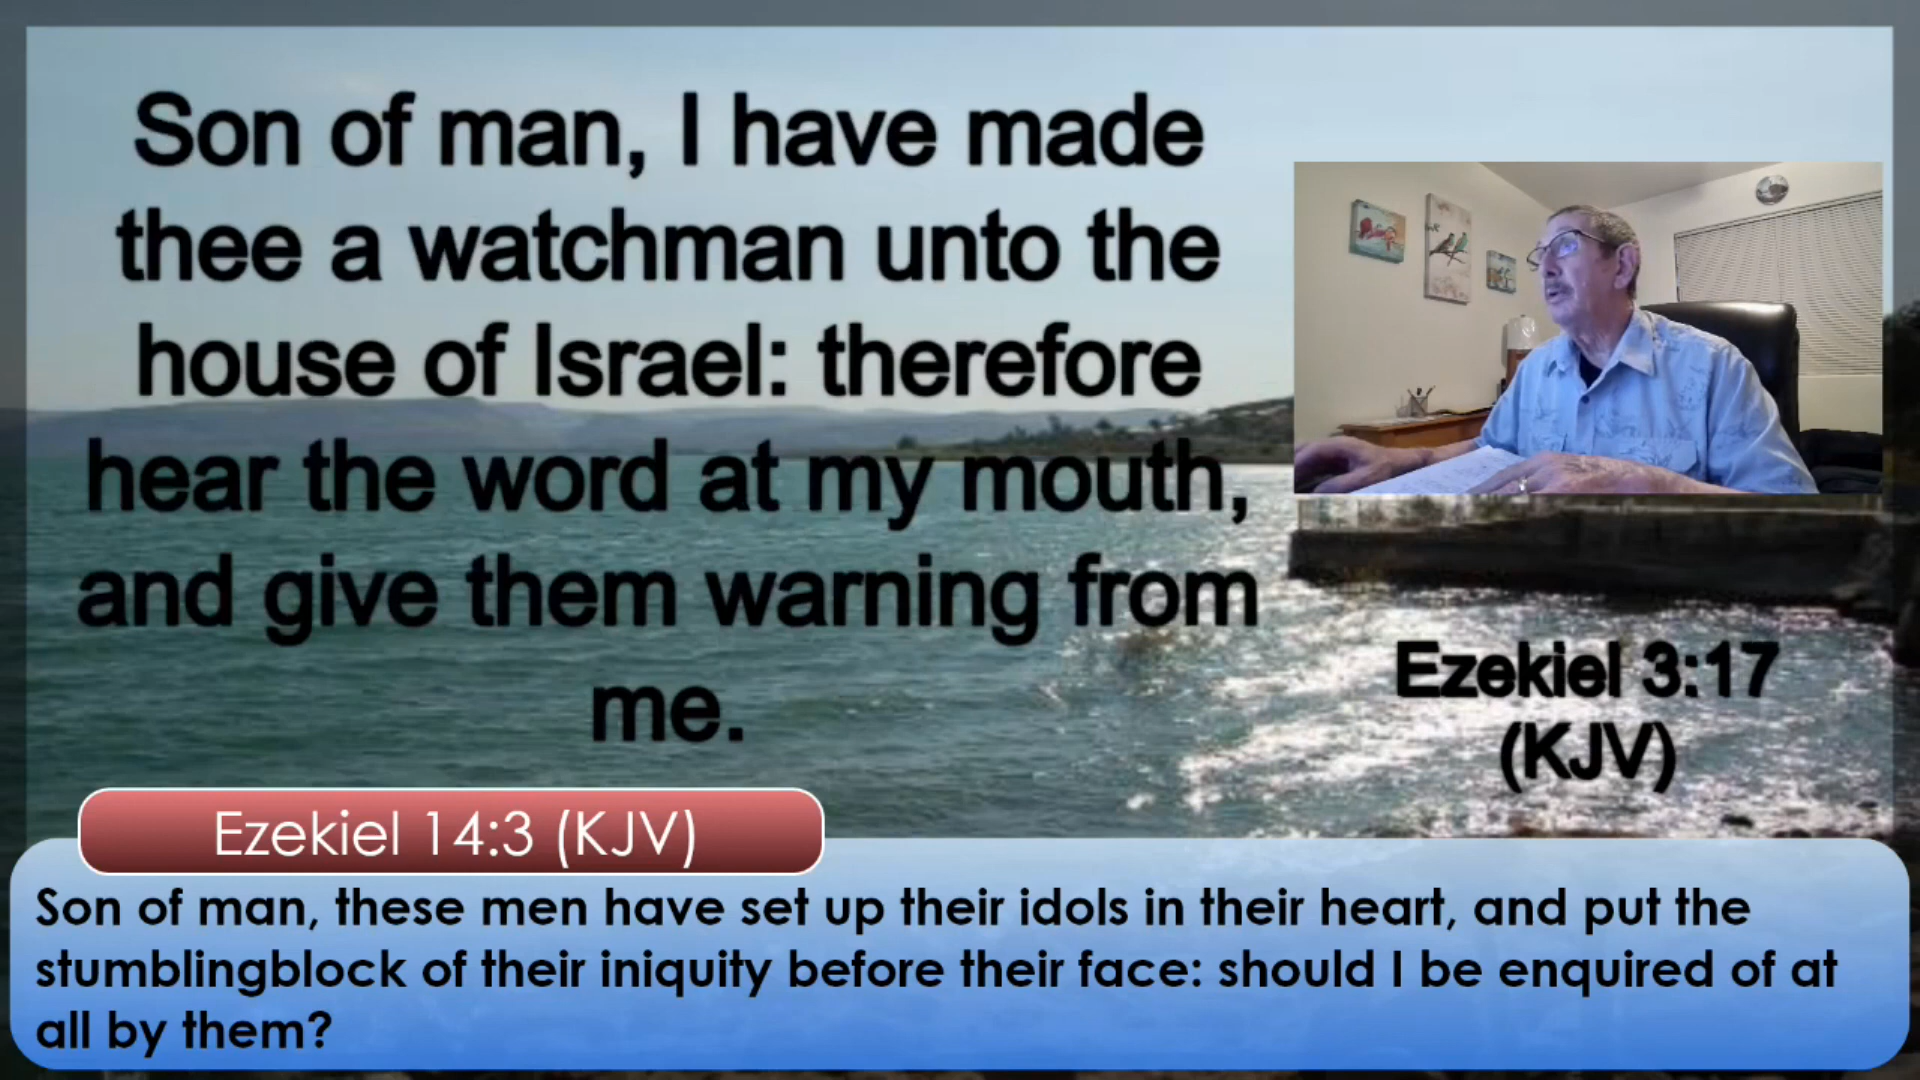 Son of man, I have made
thee a watchman unto the
house of Israel: therefore
hear the word at my mouth,
and give them warning from
me.
Ezekiel 3:17
(KJV)
Ezekiel 14:3 (KJV)
Son of man, these men have set up their idols in their heart, and put the
stumblingblock of their iniquity before their face: should I be enquired of at
all by them?